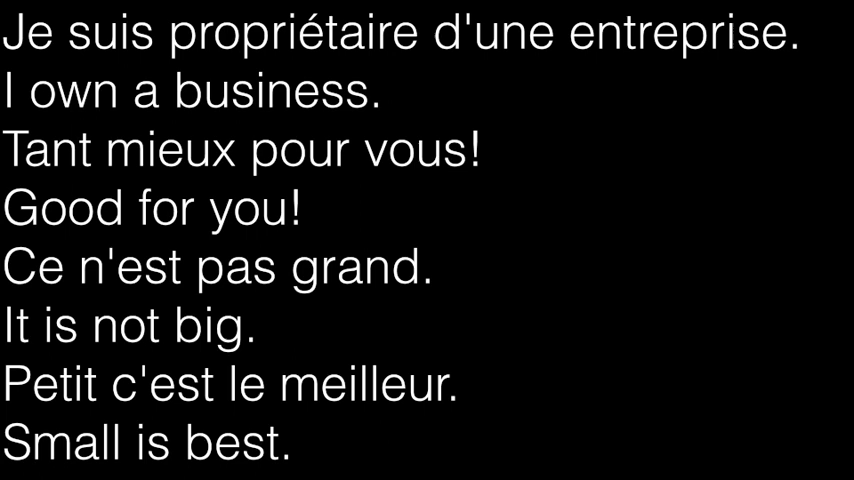 Je suis propriétaire d'une entreprise.
I own a business.
Tant mieux pour vous!
Good for you!
Ce n'est pas grand.
It is not big.
Petit c'est le meilleur.
Small is best.